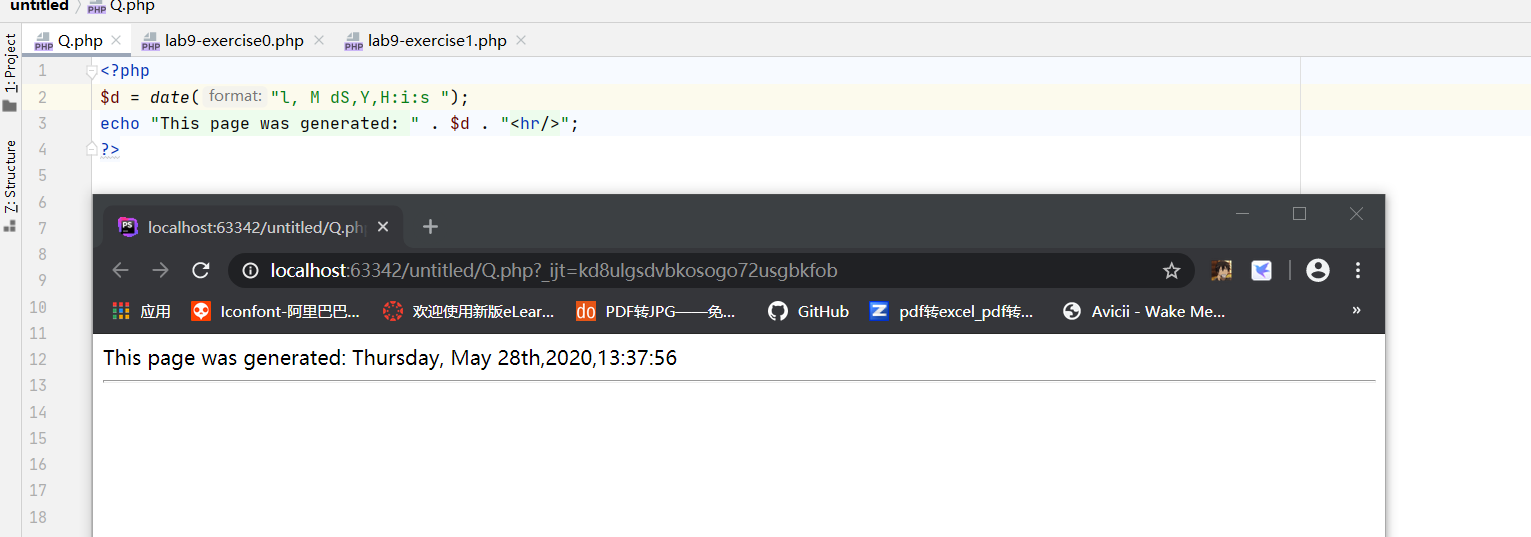 untitled 〉 Q.php
Q.php lab9-exercise0.php lab9-exercise1.php
1: Project
7: Structure
1 <?php
2 $d = date( format: "l, M dS,Y,H:i:s ");
3 echo "This page was generated: " . $d . "<hr/>";
4 ?>
5
6
7
8
9
10
11
12
13
14
15
16
17
18
localhost:63342/untitled/Q.ph
localhost:63342/untitled/Q.php?_ijt=kd8ulgsdvbkosogo72usgbkfob
应用 Iconfont-阿里巴巴... 欢迎使用新版eLear... PDF转JPG——免... GitHub pdf转excel_pdf转... Avicii - Wake Me... »
This page was generated: Thursday, May 28th,2020,13:37:56